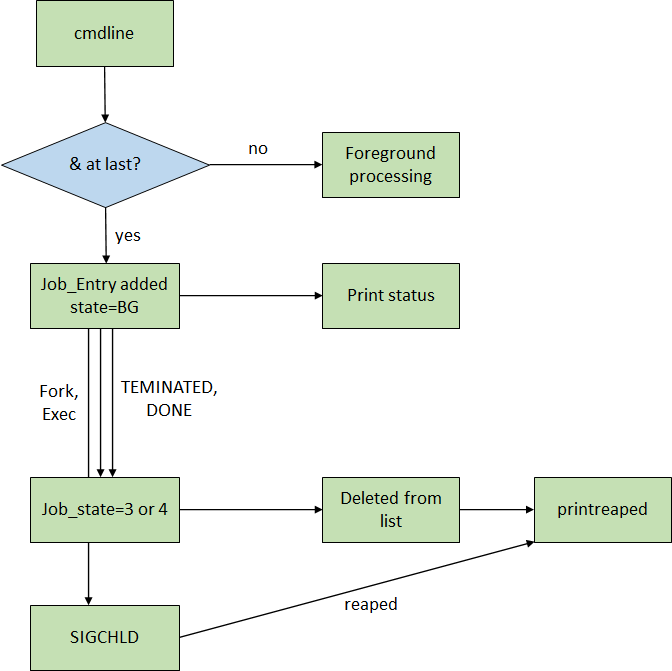 cmdline
& at last?
no
Foreground
processing
yes
Job_Entry added
state=BG
Print status
Fork,
Exec
TEMINATED,
DONE
Job_state=3 or 4
Deleted from
list
printreaped
reaped
SIGCHLD